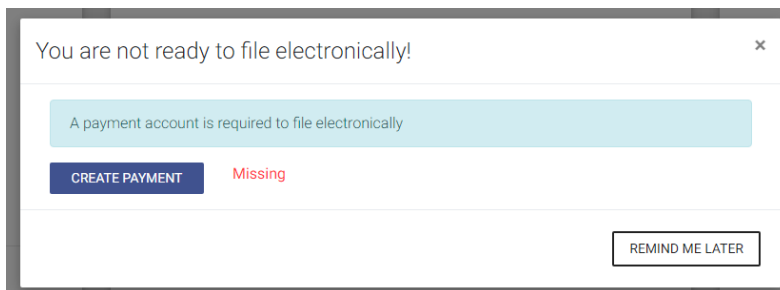 You are not ready to file electronically!
×
A payment account is required to file electronically
CREATE PAYMENT
Missing
REMIND ME LATER